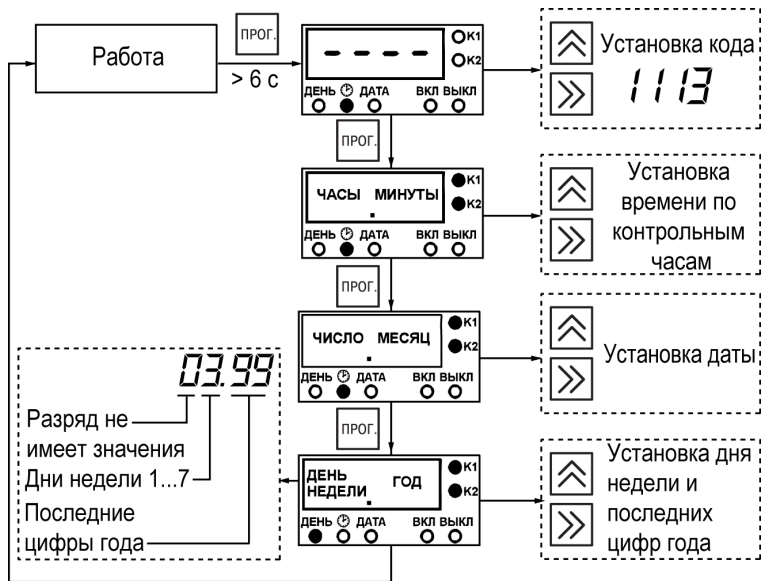 Работа
ПРОГ.
> 6 с
- - - -
К1
К2
ДЕНЬ ДАТА ВКЛ ВЫКЛ
Установка кода
1113
ПРОГ.
ЧАСЫ МИНУТЫ
.
К1
К2
ДЕНЬ ДАТА ВКЛ ВЫКЛ
Установка
времени по
контрольным
часам
ПРОГ.
ЧИСЛО МЕСЯЦ
.
К1
К2
ДЕНЬ ДАТА ВКЛ ВЫКЛ
Установка даты
ПРОГ.
03.99
Разряд не
имеет значения
Дни недели 1...7
Последние
цифры года
ДЕНЬ
НЕДЕЛИ. ГОД
К1
К2
ДЕНЬ ДАТА ВКЛ ВЫКЛ
Установка дня
недели и
последних
цифр года